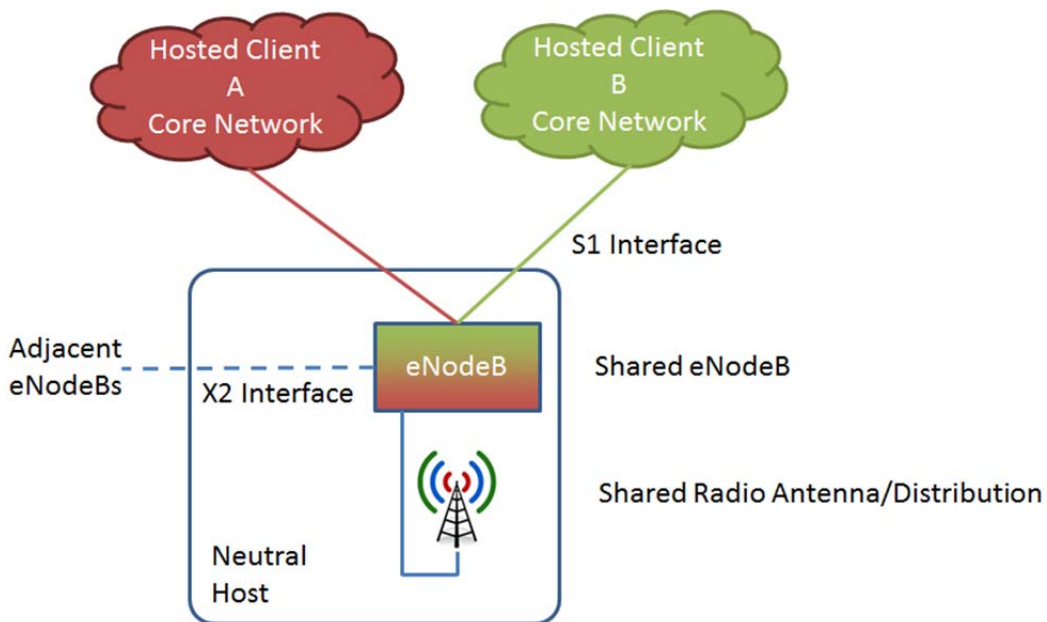 Hosted Client
A
Core Network
Hosted Client
B
Core Network
S1 Interface
Adjacent
eNodeBs
X2 Interface
eNodeB
Shared eNodeB
Shared Radio Antenna/Distribution
Neutral
Host